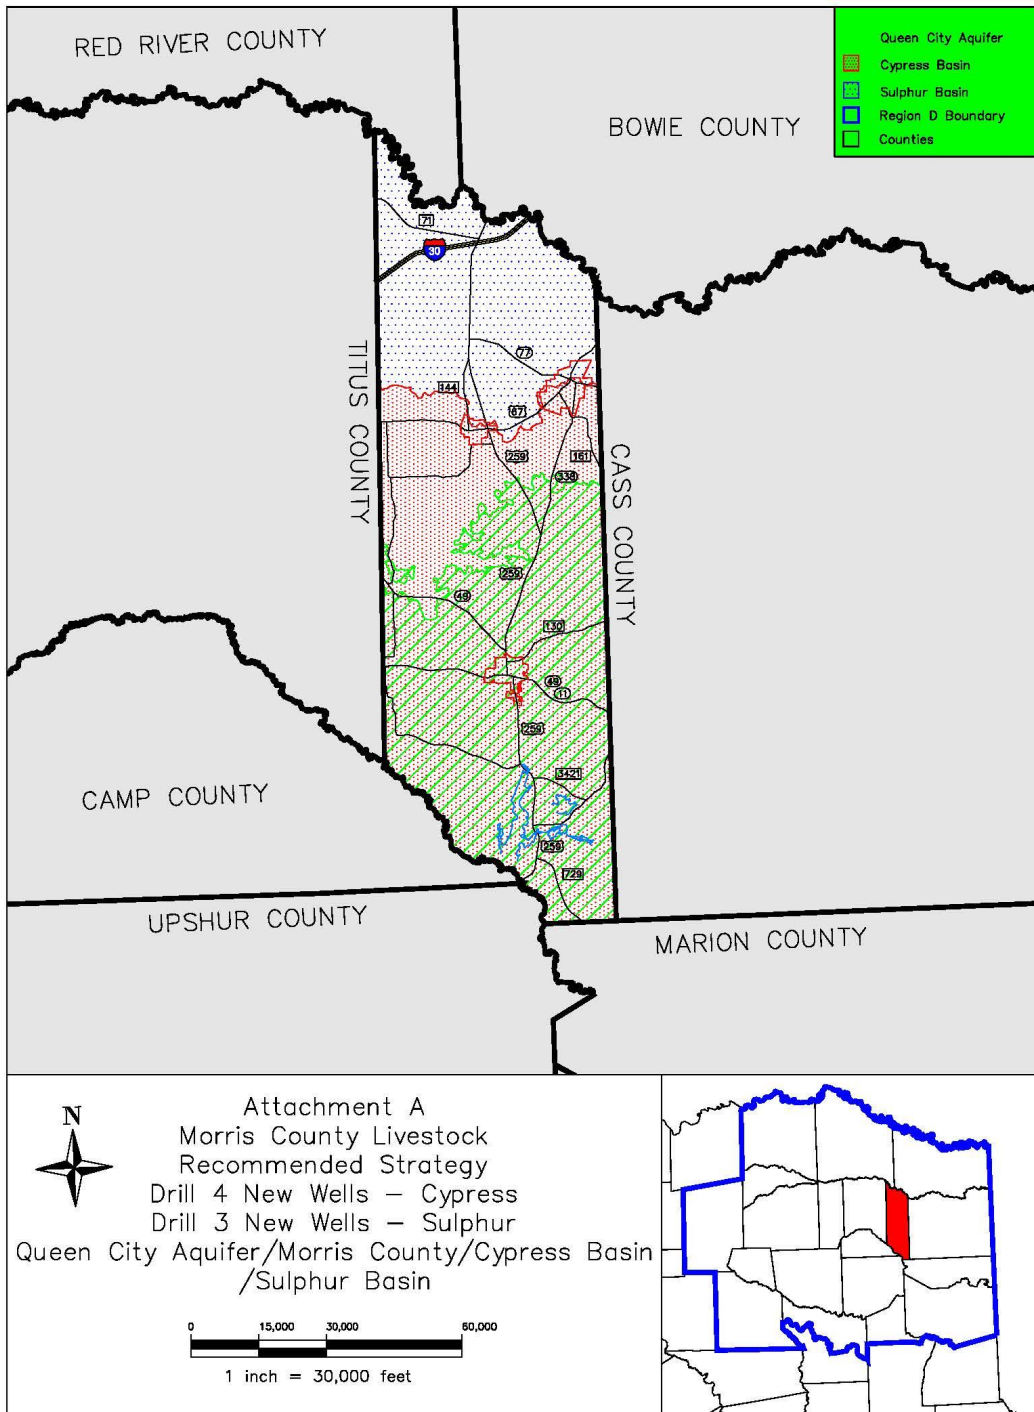 RED RIVER COUNTY
BOWIE COUNTY
Queen City Aquifer
Cypress Basin
Sulphur Basin
Region D Boundary
Counties
71
30
77
144
67
TITUS COUNTY
259
161
338
CASS COUNTY
259
49
130
49
11
259
3421
CAMP COUNTY
259
729
UPSHUR COUNTY
MARION COUNTY
N
Attachment A
Morris County Livestock
Recommended Strategy
Drill 4 New Wells – Cypress
Drill 3 New Wells – Sulphur
Queen City Aquifer/Morris County/Cypress Basin
/Sulphur Basin
0 15,000 30,000 60,000
1 inch = 30,000 feet